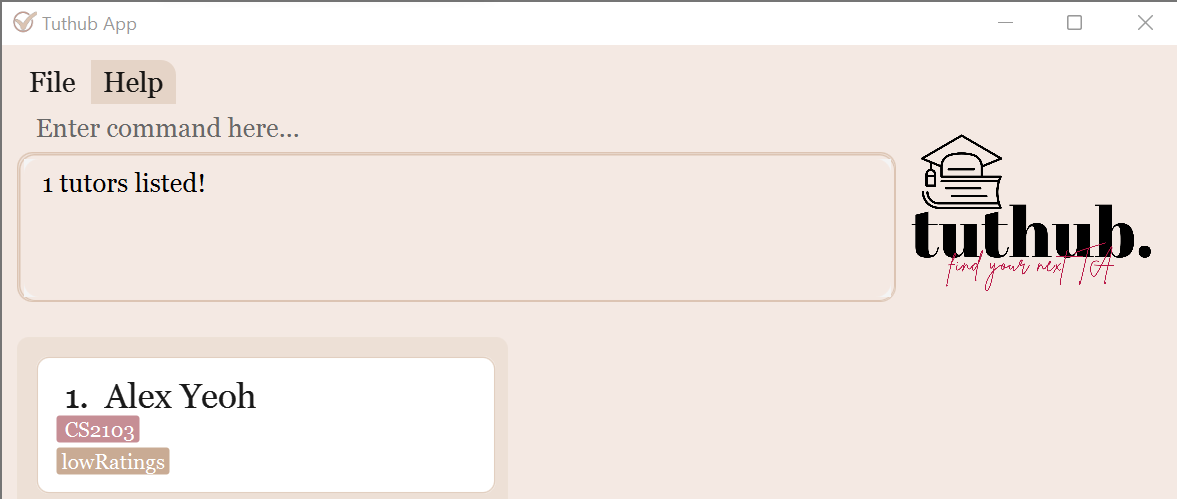 Tuthub App
File Help
Enter command here...
1 tutors listed!
tuthub.
find your next TA
1. Alex Yeoh
CS2103
lowRatings